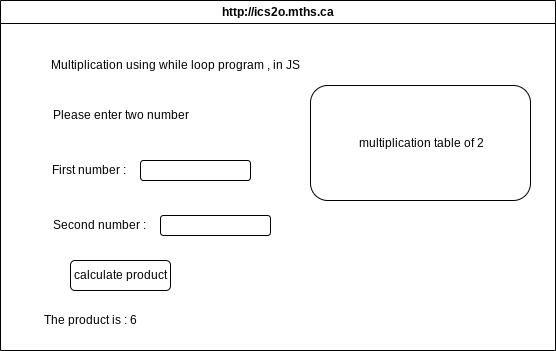 http://ics2o.mths.ca
Multiplication using while loop program , in JS
Please enter two number
multiplication table of 2
First number :
Second number :
calculate product
The product is : 6